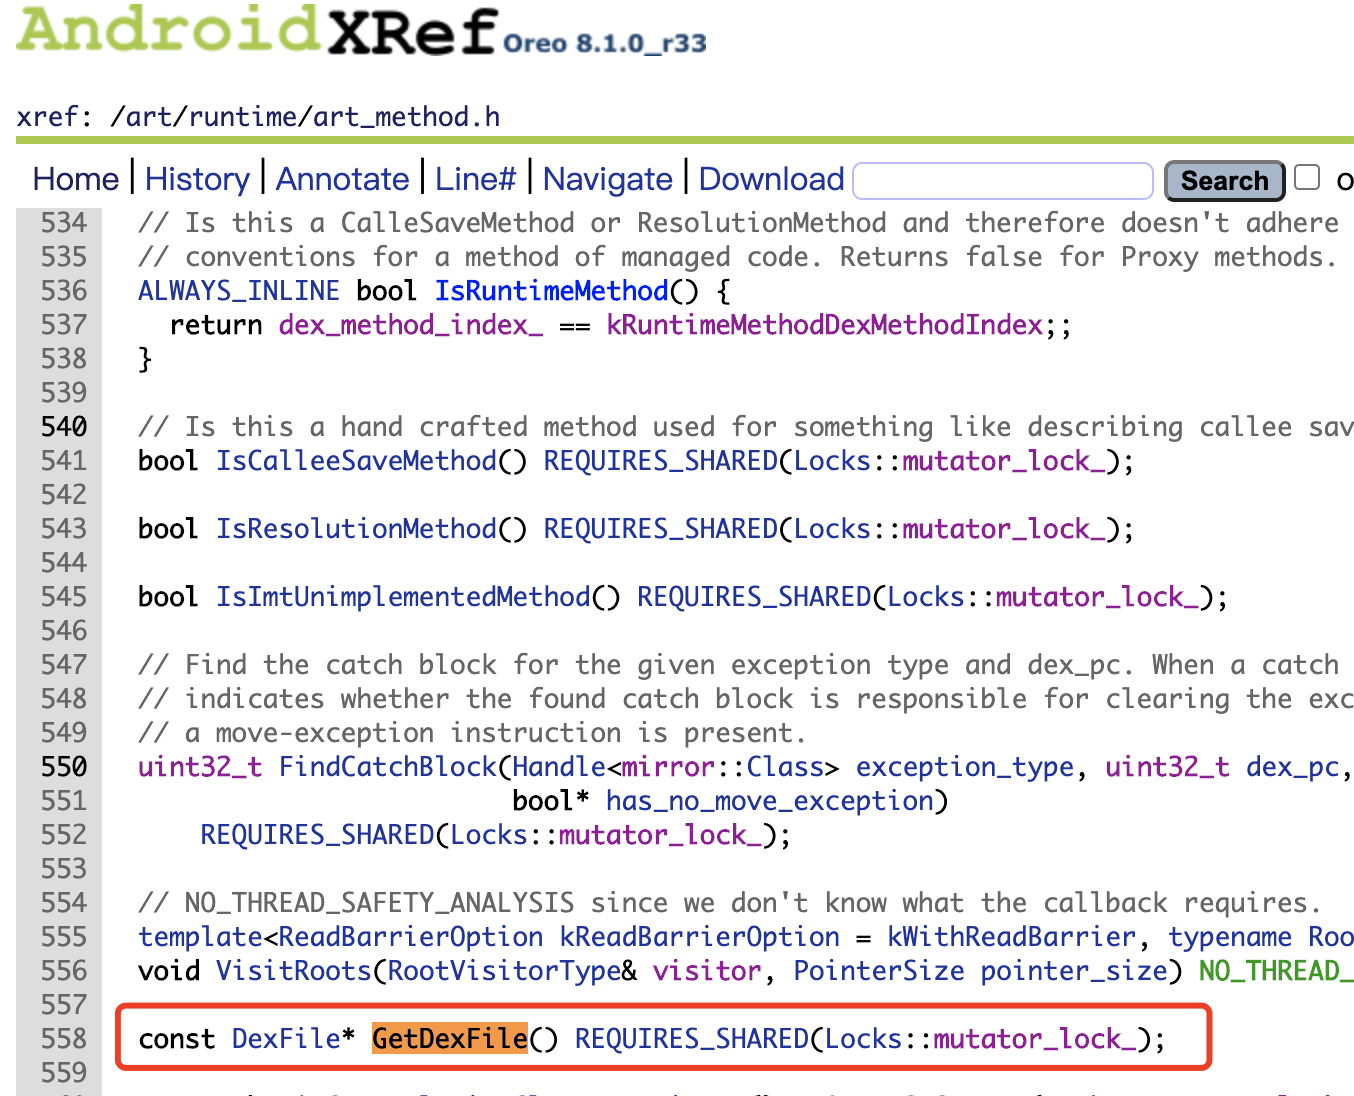 AndroidXRef Oreo 8.1.0_r33
xref: /art/runtime/art_method.h
Home | History | Annotate | Line# | Navigate | Download Search o
534 // Is this a CalleSaveMethod or ResolutionMethod and therefore doesn't adhere
535 // conventions for a method of managed code. Returns false for Proxy methods.
536 ALWAYS_INLINE bool IsRuntimeMethod() {
537 return dex_method_index_ == kRuntimeMethodDexMethodIndex;;
538 }
539
540 // Is this a hand crafted method used for something like describing callee sav
541 bool IsCalleeSaveMethod() REQUIRES_SHARED(Locks::mutator_lock_);
542
543 bool IsResolutionMethod() REQUIRES_SHARED(Locks::mutator_lock_);
544
545 bool IsImtUnimplementedMethod() REQUIRES_SHARED(Locks::mutator_lock_);
546
547 // Find the catch block for the given exception type and dex_pc. When a catch
548 // indicates whether the found catch block is responsible for clearing the exc
549 // a move-exception instruction is present.
550 uint32_t FindCatchBlock(Handle<mirror::Class> exception_type, uint32_t dex_pc,
551 bool* has_no_move_exception)
552 REQUIRES_SHARED(Locks::mutator_lock_);
553
554 // NO_THREAD_SAFETY_ANALYSIS since we don't know what the callback requires.
555 template<ReadBarrierOption kReadBarrierOption = kWithReadBarrier, typename Roo
556 void VisitRoots(RootVisitorType& visitor, PointerSize pointer_size) NO_THREAD_
557
558 const DexFile* GetDexFile() REQUIRES_SHARED(Locks::mutator_lock_);
559